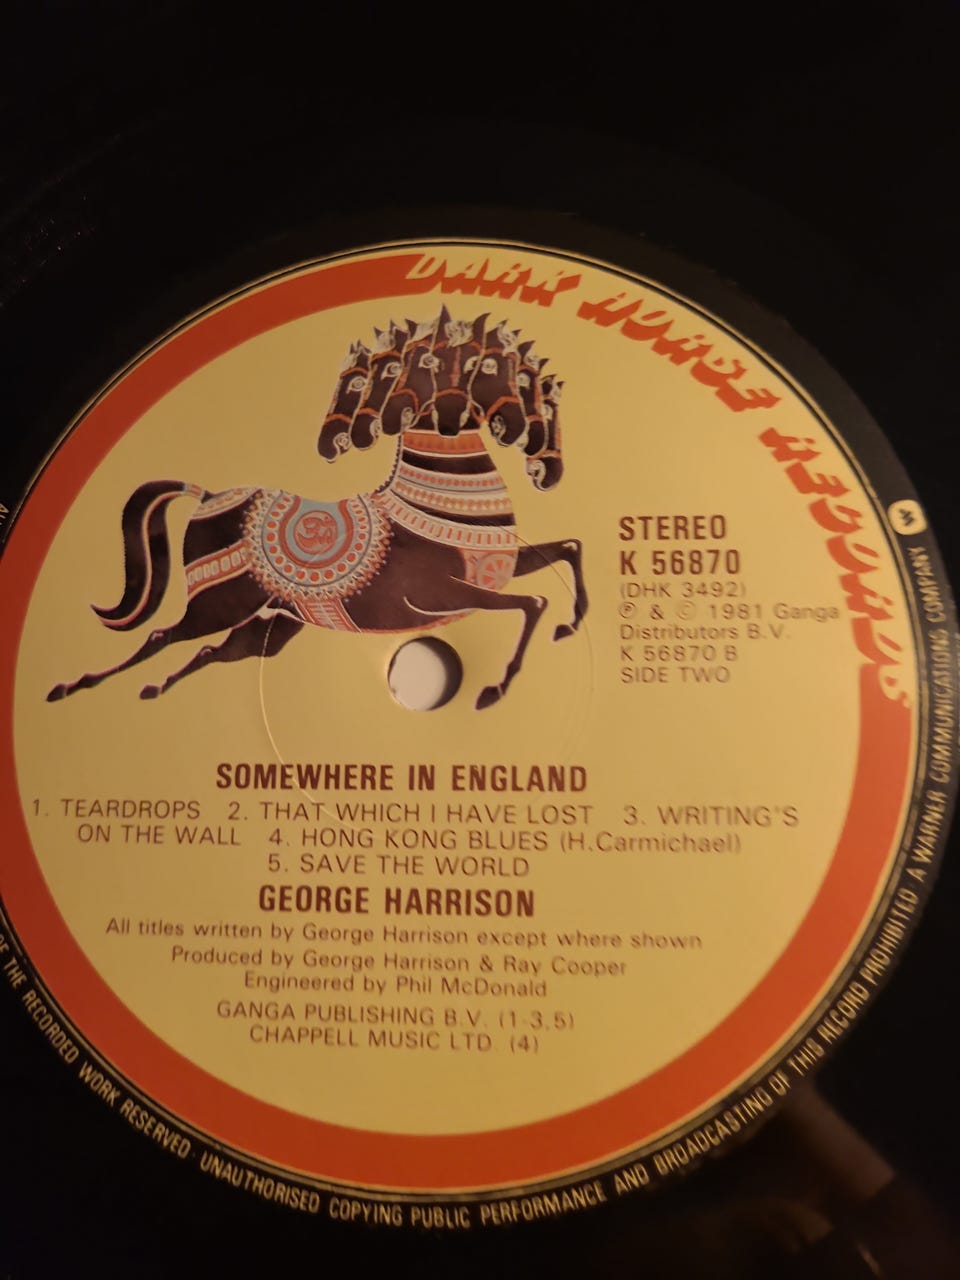 DARK HORSE RECORDS
STEREO
K 56870
(DHK 3492)
℗ & © 1981 Ganga
Distributors B.V.
K 56870 B
SIDE TWO
SOMEWHERE IN ENGLAND
1. TEARDROPS 2. THAT WHICH I HAVE LOST 3. WRITING"S
ON THE WALL 4. HONG KONG BLUES (H.Carmichael)
5. SAVE THE WORLD
GEORGE HARRISON
All titles written by George Harrison except where shown
Produced by George Harrison & Ray Cooper
Engineered by Phil McDonald
GANGA PUBLISHING B.V. (1-3,5)
CHAPPELL MUSIC LTD. (4)
OF THE RECORDED WORK RESERVED · UNAUTHORISED COPYING PUBLIC PERFORMANCE AND BROADCASTING OF THIS RECORD PROHIBITED · A WARNER COMMUNICATIONS COMPANY